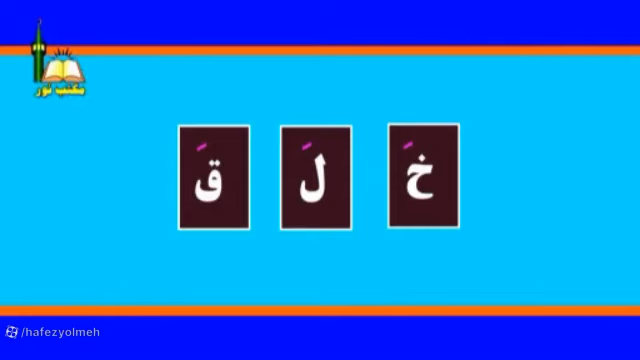 مکتب نور
خَ لَ قَ
/hafezyolmeh